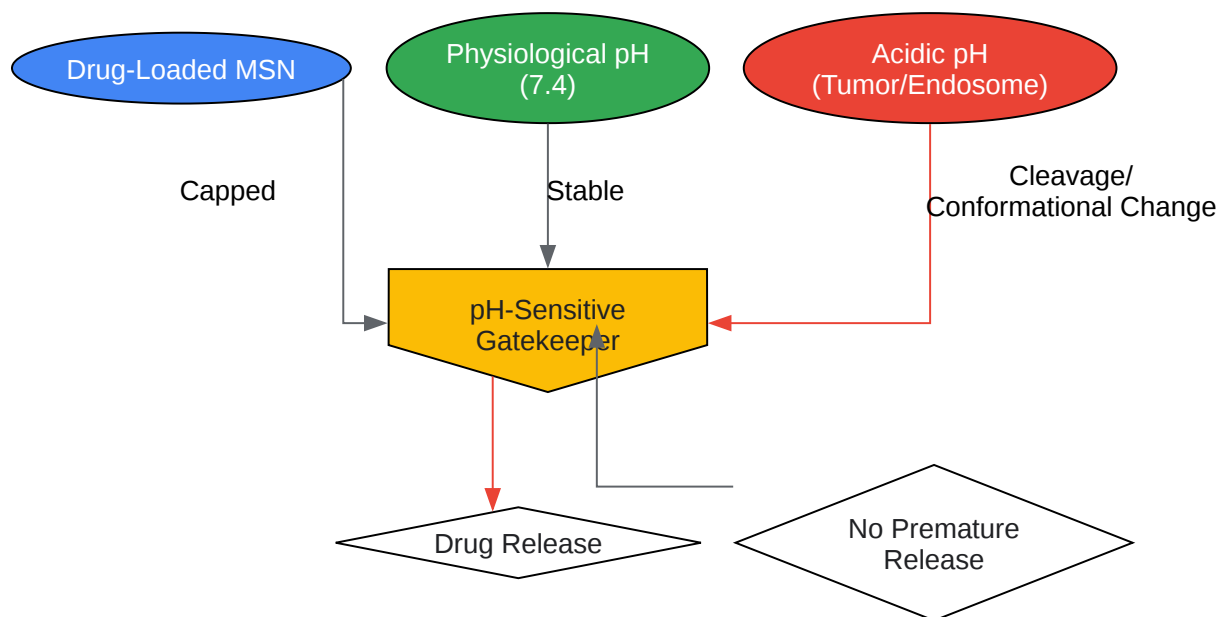 Drug-Loaded MSN
Physiological pH
(7.4)
Acidic pH
(Tumor/Endosome)
Capped
Stable
Cleavage/
Conformational Change
pH-Sensitive
Gatekeeper
Drug Release
No Premature
Release